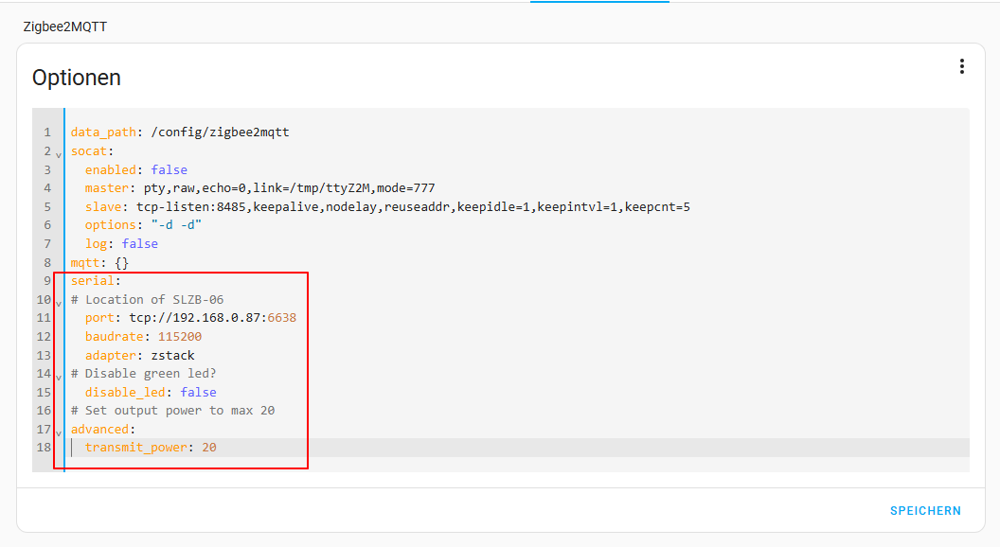 Zigbee2MQTT
Optionen
1 data_path: /config/zigbee2mqtt
2 socat:
3   enabled: false
4   master: pty,raw,echo=0,link=/tmp/ttyZ2M,mode=777
5   slave: tcp-listen:8485,keepalive,nodelay,reuseaddr,keepidle=1,keepintvl=1,keepcnt=5
6   options: "-d -d"
7   log: false
8 mqtt: {}
9 serial:
10 # Location of SLZB-06
11   port: tcp://192.168.0.87:6638
12   baudrate: 115200
13   adapter: zstack
14 # Disable green led?
15   disable_led: false
16 # Set output power to max 20
17 advanced:
18   transmit_power: 20
SPEICHERN